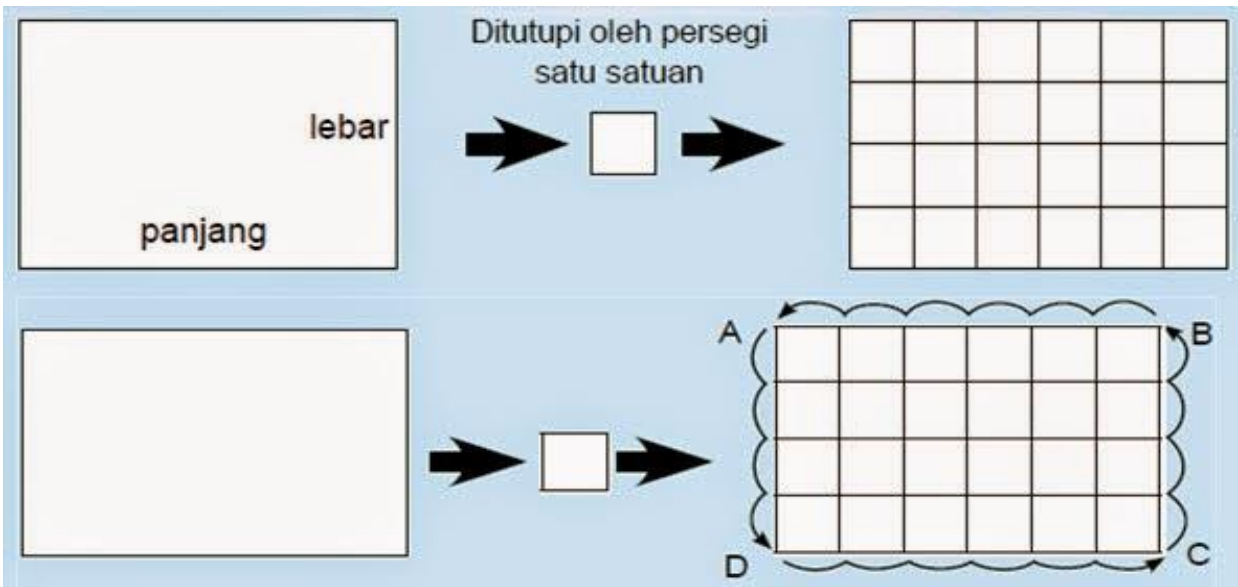 Ditutupi oleh persegi
satu satuan
lebar
panjang
A
B
D
C